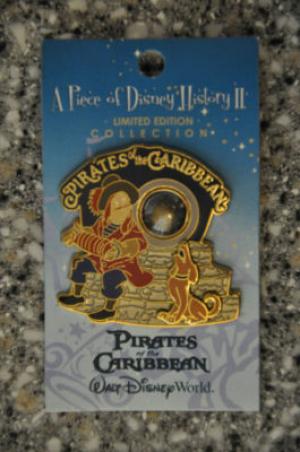 A Piece of Disney History II
LIMITED EDITION
COLLECTION
PIRATES of the CARIBBEAN
PIRATES
of the
CARIBBEAN
Walt Disney World.